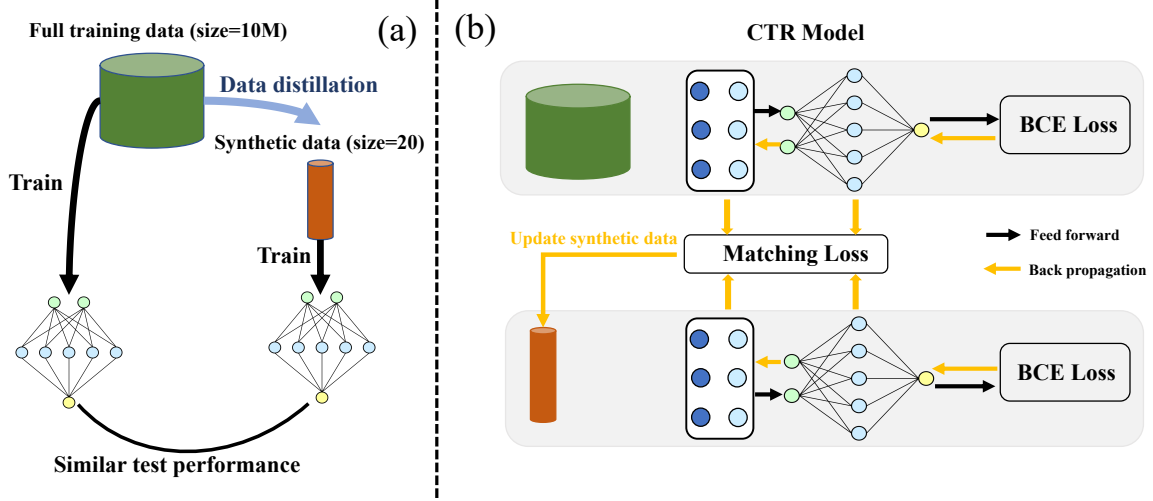 (a)
Full training data (size=10M)
Data distillation
Synthetic data (size=20)
Train
Train
Similar test performance
(b)
CTR Model
BCE Loss
Update synthetic data
Matching Loss
Feed forward
Back propagation
BCE Loss